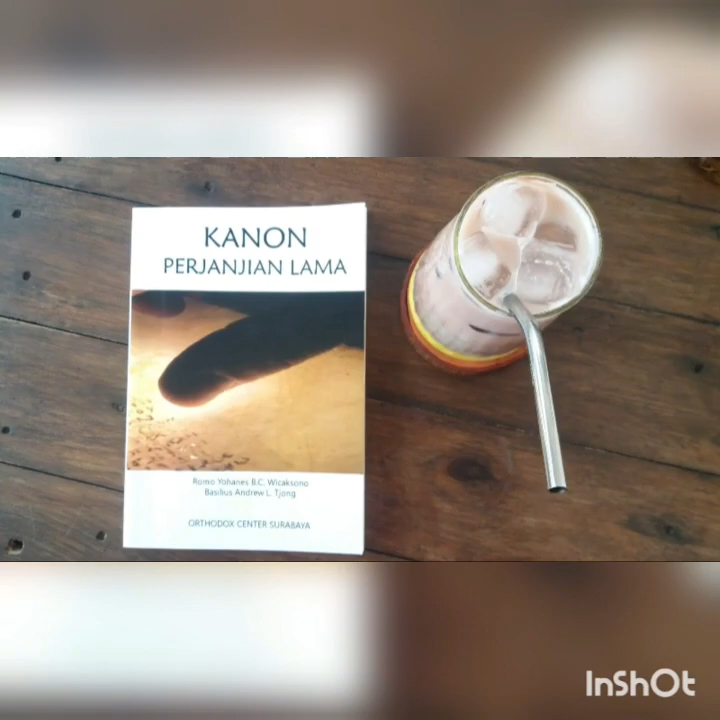 KANON
PERJANJIAN LAMA
Romo Yohanes B.C. Wicaksono
Basilius Andrew L. Tjong
ORTHODOX CENTER SURABAYA
InShOt